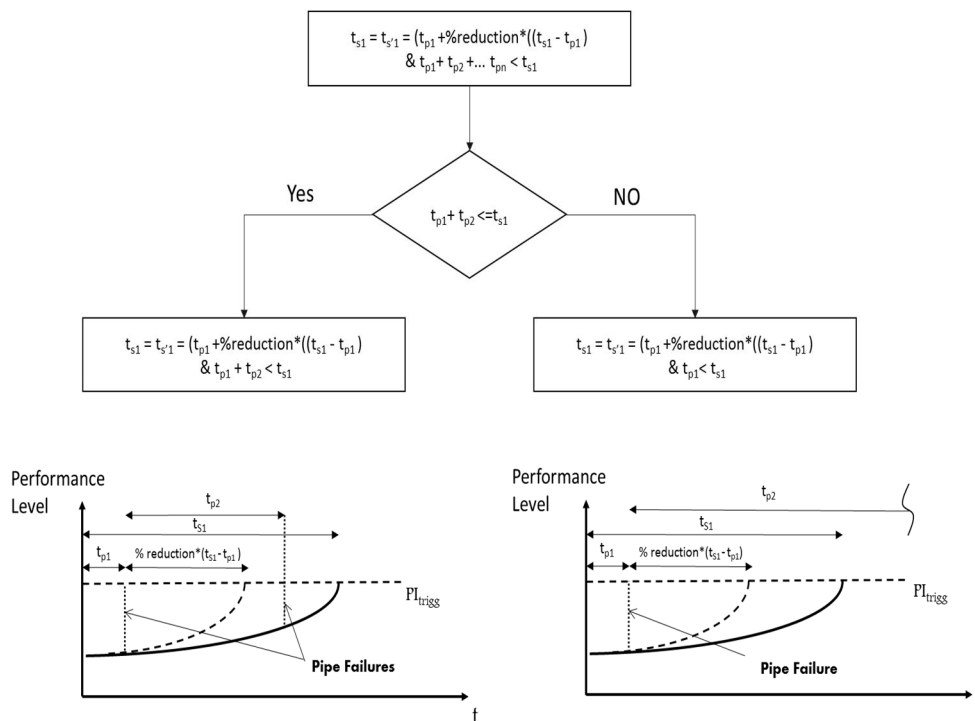 t_s1 = t_s'1 = (t_p1 +%reduction*((t_s1 - t_p1)
& t_p1+ t_p2 +... t_pn < t_s1
Yes
NO
t_p1+ t_p2 <=t_s1
t_s1 = t_s'1 = (t_p1 +%reduction*((t_s1 - t_p1)
& t_p1 + t_p2 < t_s1
t_s1 = t_s'1 = (t_p1 +%reduction*((t_s1 - t_p1)
& t_p1< t_s1
Performance
Level
t_p2
t_S1
t_p1
% reduction*(t_S1-t_p1)
PI_trigg
Pipe Failures
t
Performance
Level
t_p2
t_S1
t_p1
% reduction*(t_S1-t_p1)
PI_trigg
Pipe Failure